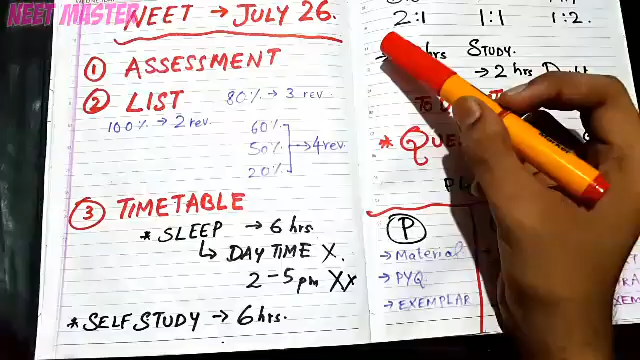 NEET MASTER
NEET → JULY 26.
① ASSESSMENT
② LIST 80% → 3 rev
100% → 2 rev.
60%
50% → 4 rev
20%
③ TIMETABLE
* SLEEP → 6 hrs
↳ DAY TIME X.
2-5 pm XX
* SELF STUDY → 6 hrs.
2:1 1:1 1:2.
hrs STUDY.
→ 2 hrs
TO
*
P
→ Material
→ PYQ
→ EXEMPLAR